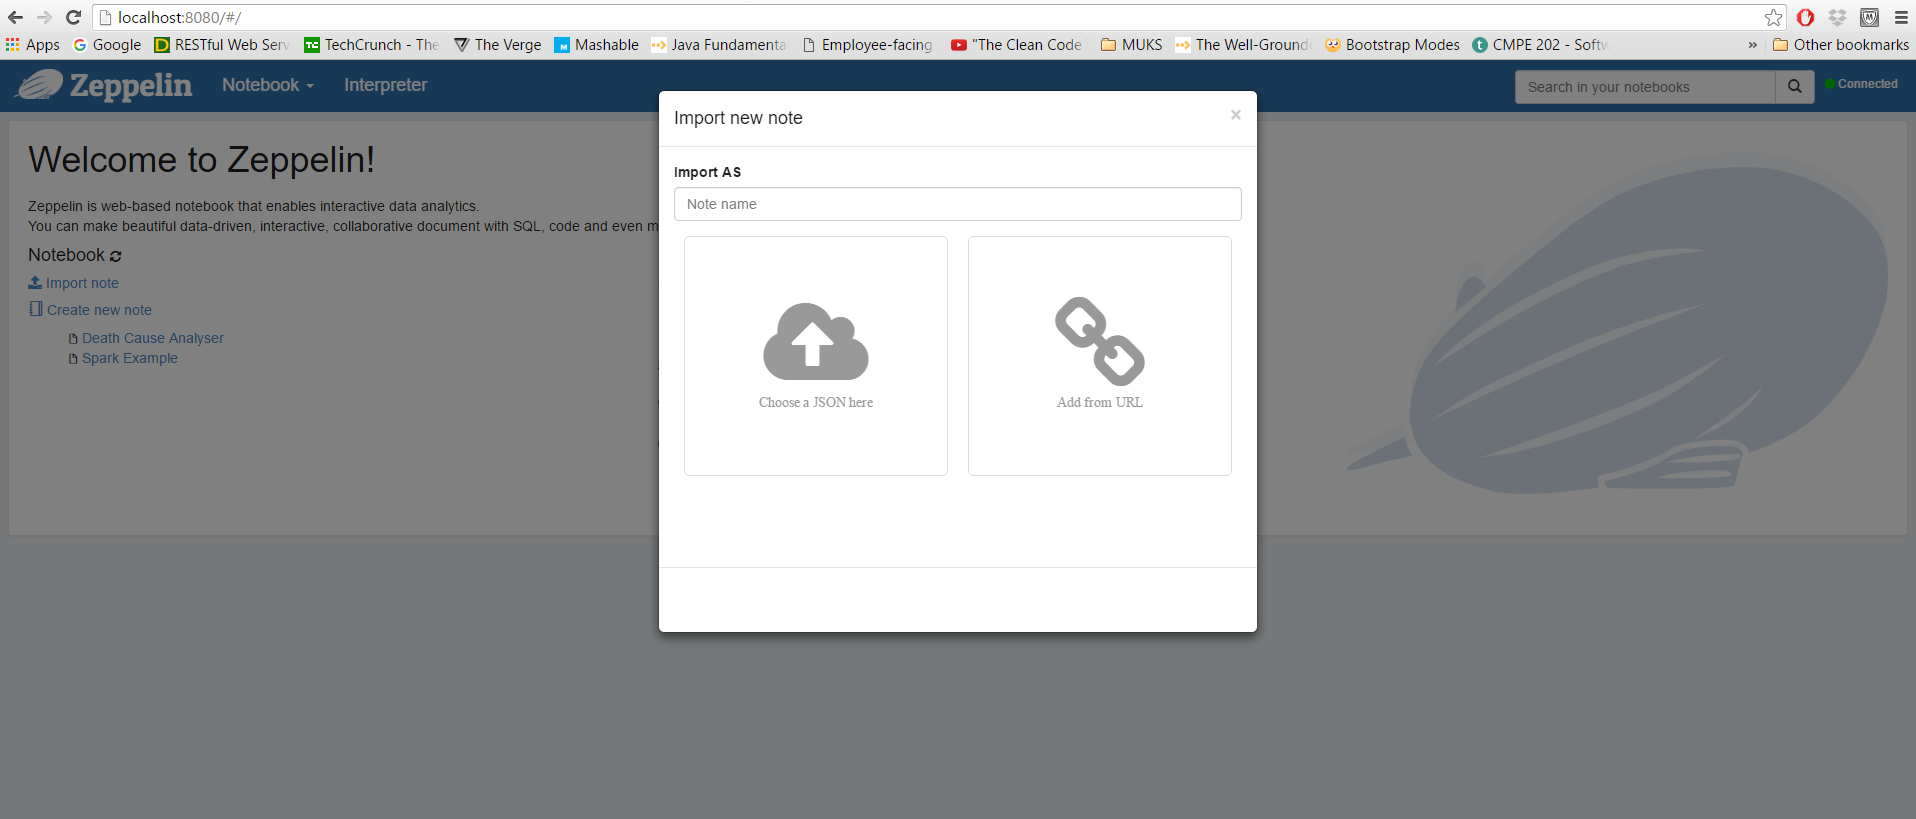 localhost:8080/#/
Apps Google RESTful Web Serv TechCrunch - The The Verge Mashable Java Fundamenta Employee-facing "The Clean Code MUKS The Well-Ground Bootstrap Modes CMPE 202 - Softw » Other bookmarks
Zeppelin Notebook Interpreter Search in your notebooks Connected
Import new note ×
Welcome to Zeppelin!
Import AS
Note name
Zeppelin is web-based notebook that enables interactive data analytics.
You can make beautiful data-driven, interactive, collaborative document with SQL, code and even m
Notebook
Import note
Create new note
Death Cause Analyser
Spark Example
Choose a JSON here Add from URL